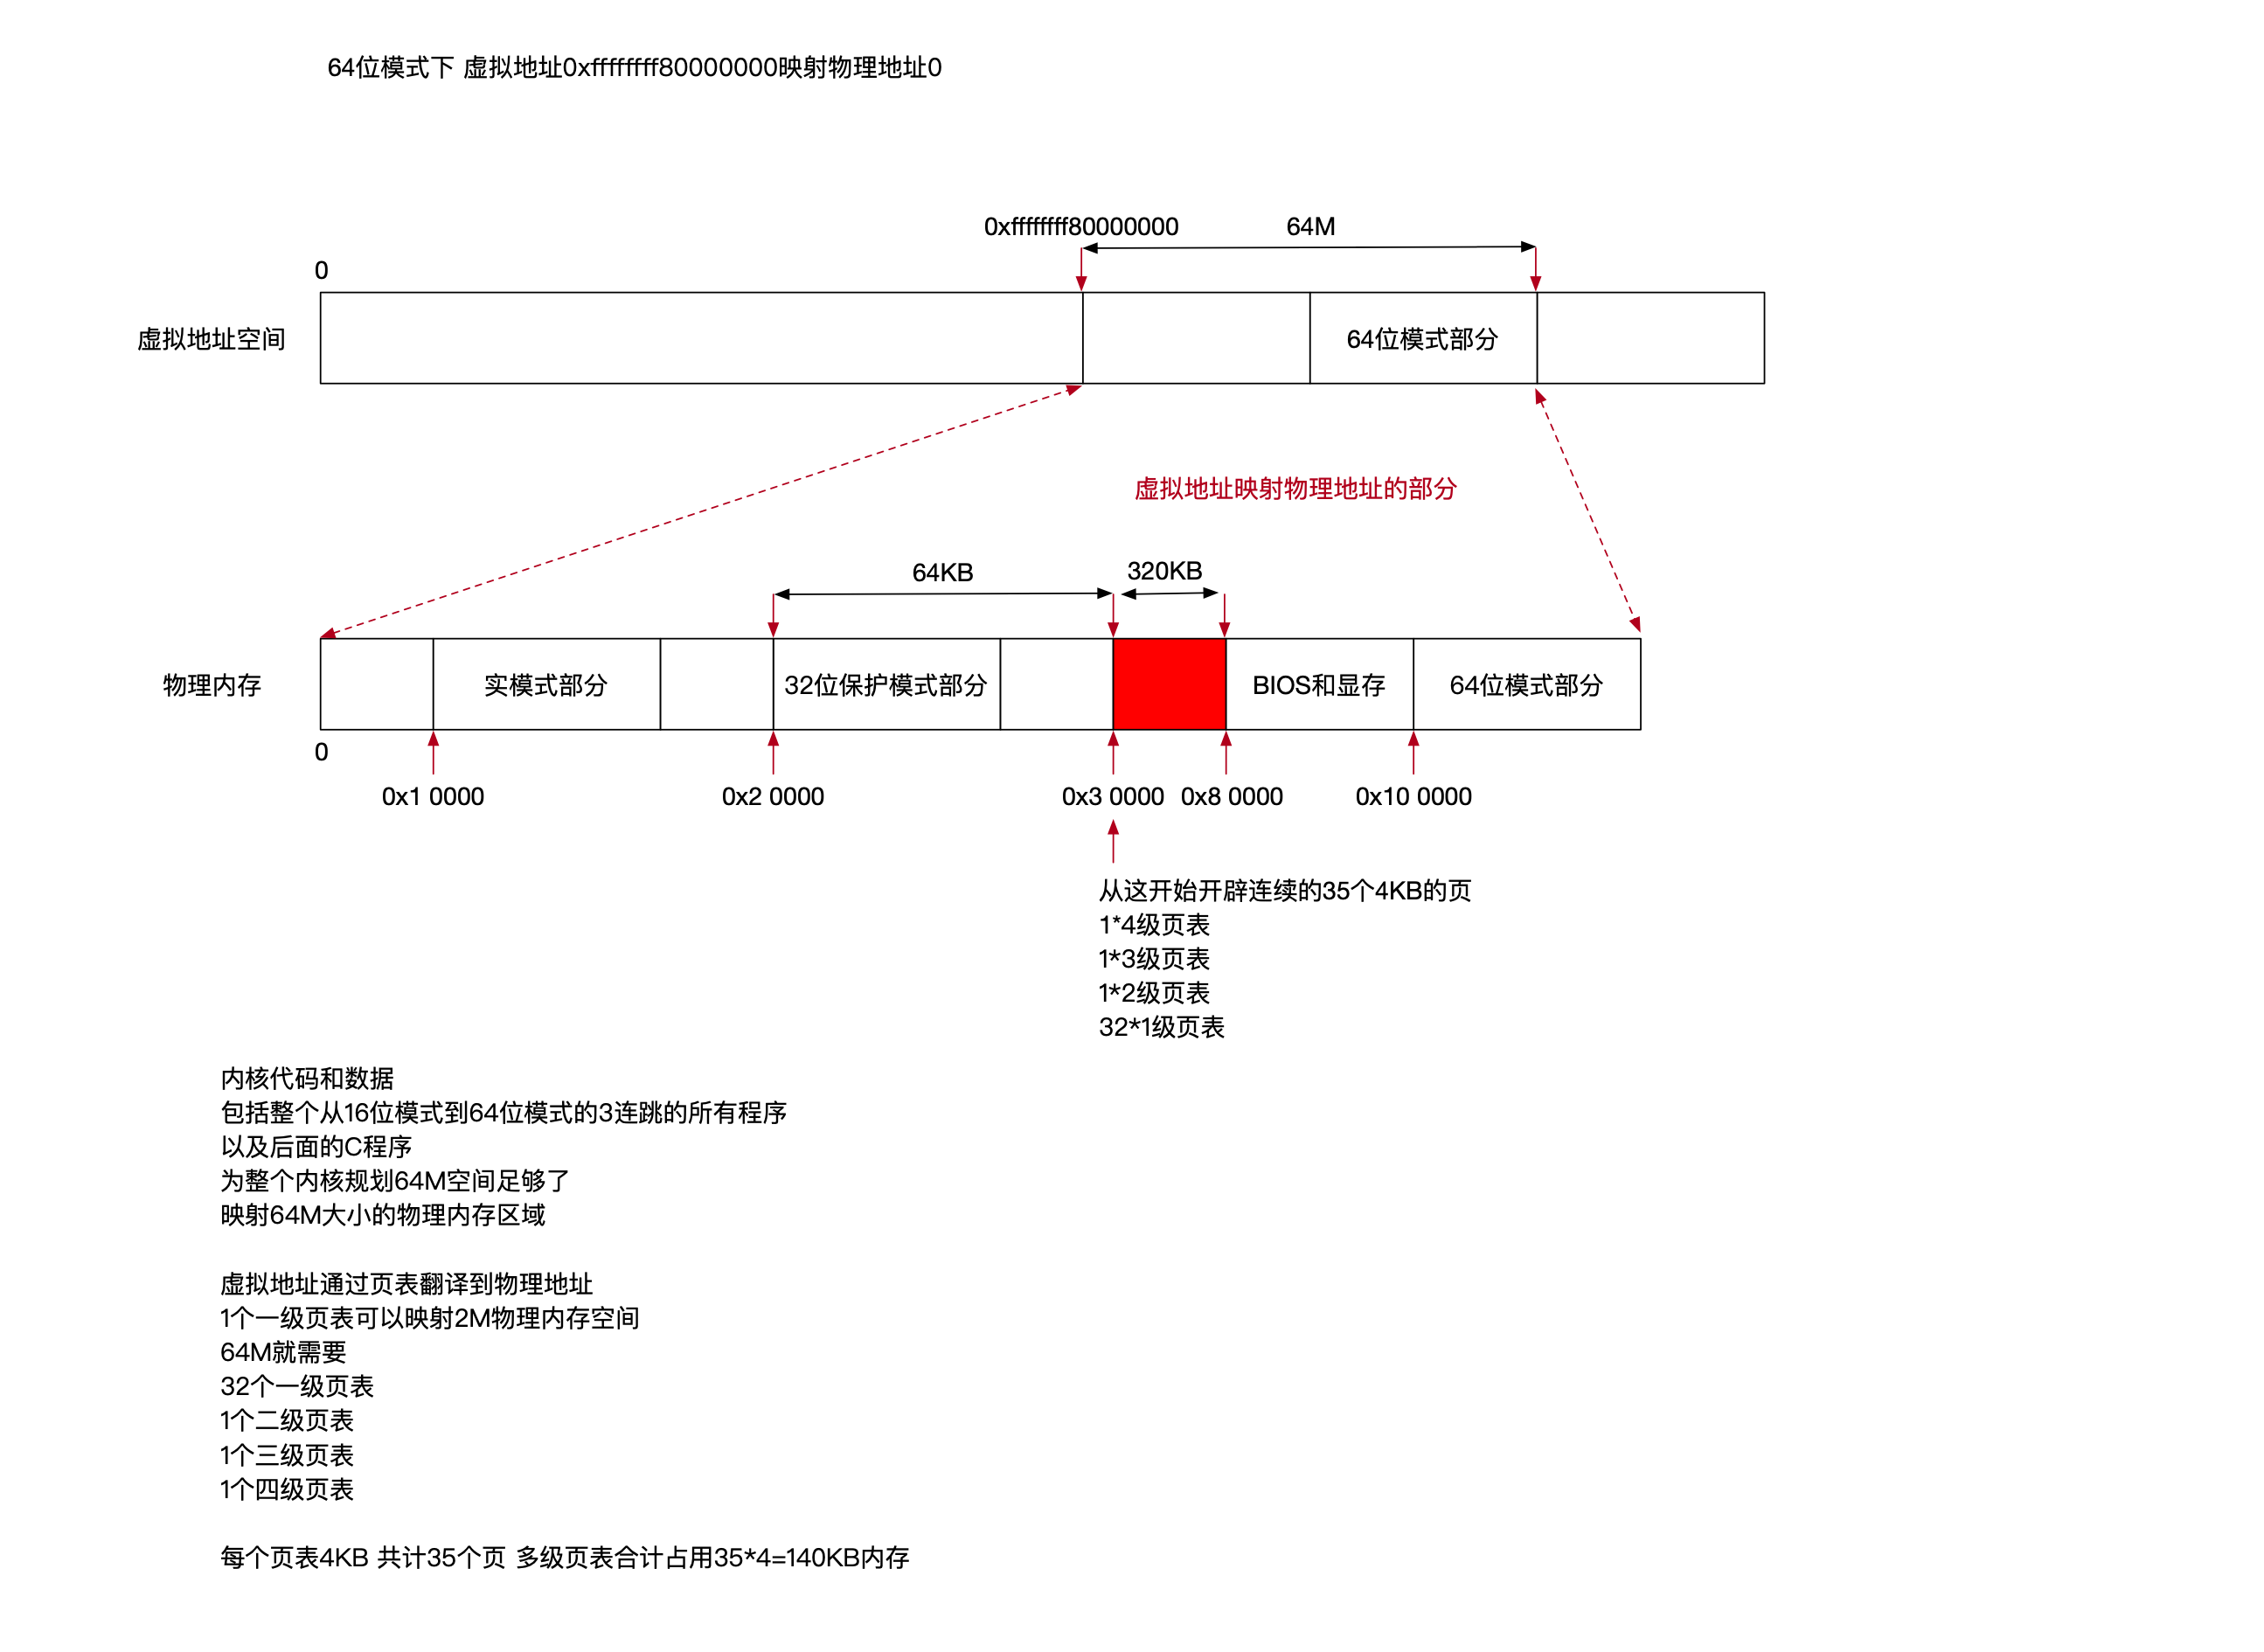 64位模式下 虚拟地址0xffffffff80000000映射物理地址0
0xffffffff80000000
64M
0
虚拟地址空间
64位模式部分
虚拟地址映射物理地址的部分
64KB
320KB
物理内存
实模式部分
32位保护模式部分
BIOS和显存
64位模式部分
0
0x1 0000
0x2 0000
0x3 0000
0x8 0000
0x10 0000
从这开始开辟连续的35个4KB的页
1*4级页表
1*3级页表
1*2级页表
32*1级页表
内核代码和数据
包括整个从16位模式到64位模式的3连跳的所有程序
以及后面的C程序
为整个内核规划64M空间足够了
映射64M大小的物理内存区域
虚拟地址通过页表翻译到物理地址
1个一级页表可以映射2M物理内存空间
64M就需要
32个一级页表
1个二级页表
1个三级页表
1个四级页表
每个页表4KB 共计35个页 多级页表合计占用35*4=140KB内存